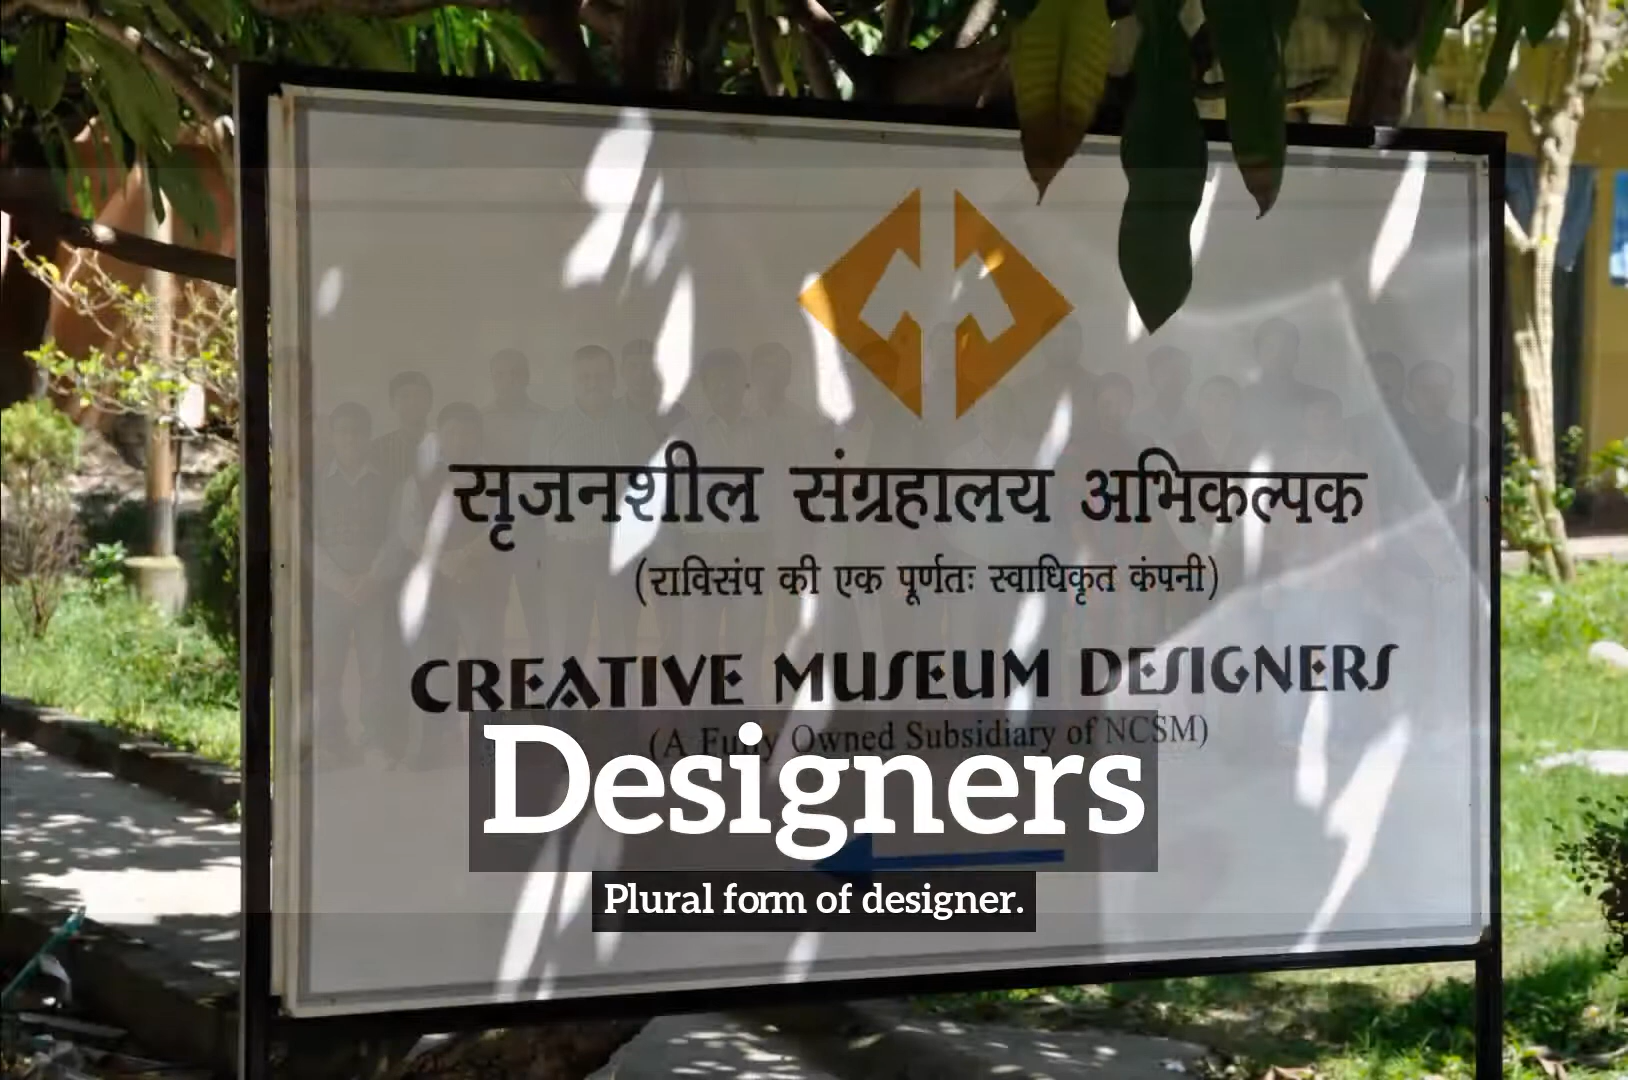 सृजनशील संग्रहालय अभिकल्पक
(राविसंप की एक पूर्णतः स्वाधिकृत कंपनी)
CREATIVE MUSEUM DESIGNERS
(A Fully Owned Subsidiary of NCSM)
Designers
Plural form of designer.